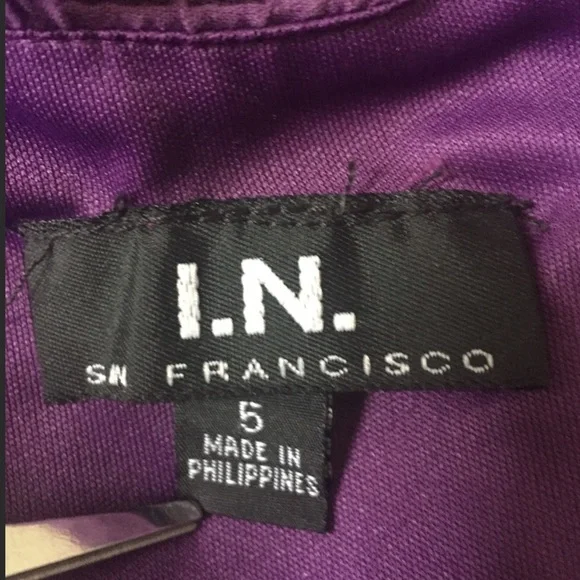 I.N.
SN FRANCISCO
5
MADE IN
PHILIPPINES